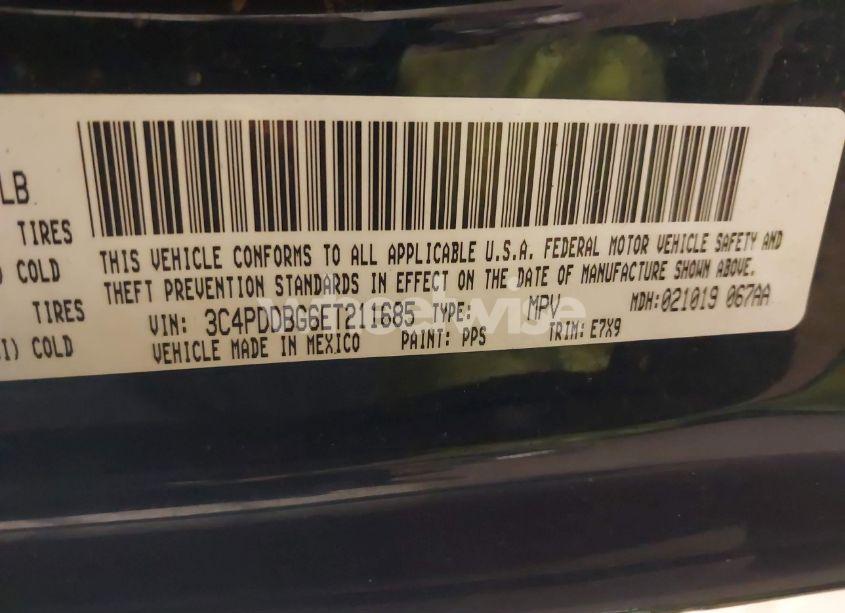 LB
TIRES
) COLD
TIRES
I) COLD
THIS VEHICLE CONFORMS TO ALL APPLICABLE U.S.A. FEDERAL MOTOR VEHICLE SAFETY AND
THEFT PREVENTION STANDARDS IN EFFECT ON THE DATE OF MANUFACTURE SHOWN ABOVE.
VIN: 3C4PDDBG6ET211685 TYPE: MPV MDH:021019 067AA
VEHICLE MADE IN MEXICO PAINT: PPS TRIM: E7X9